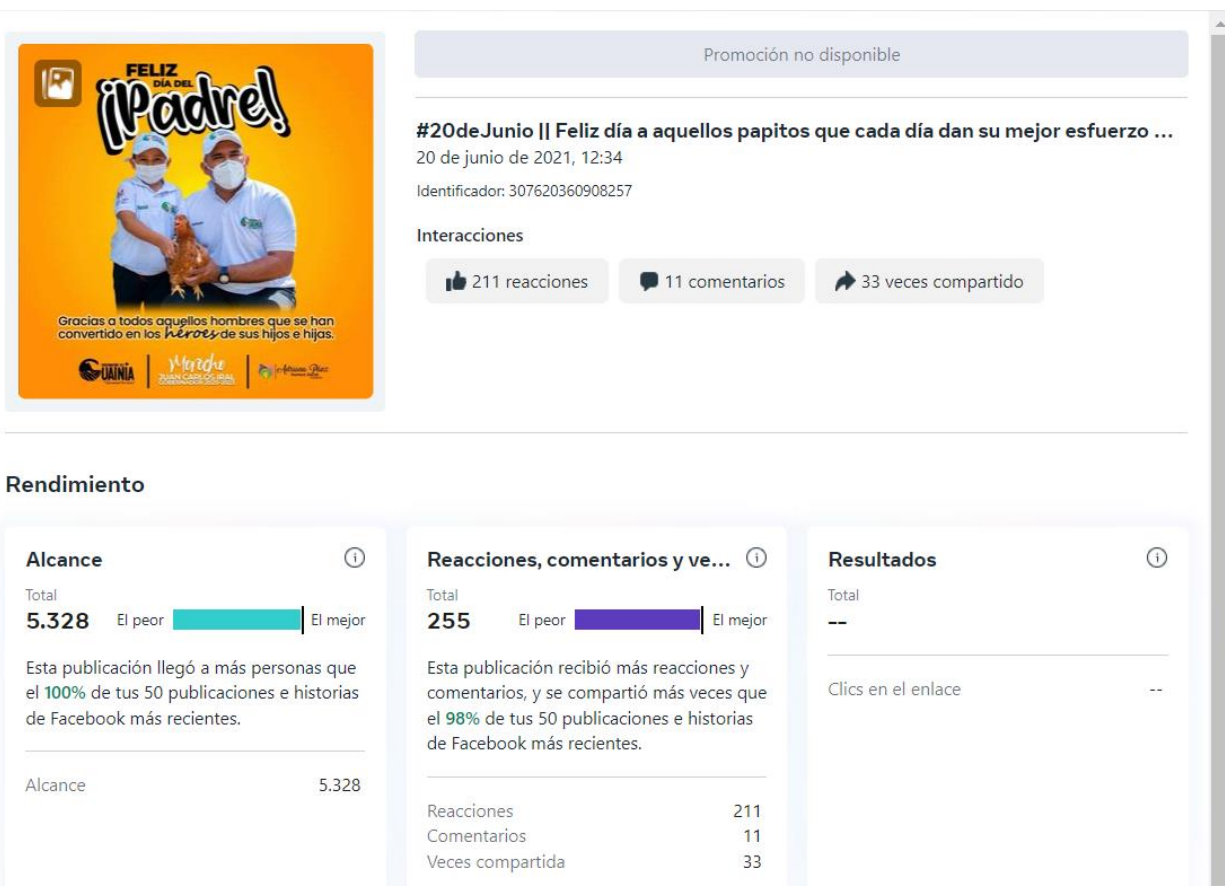 FELIZ
DÍA DEL
¡Padre!
Gracias a todos aquellos hombres que se han
convertido en los héroes de sus hijos e hijas.
GUAINÍA
JUAN CARLOS IRAL
GOBERNADOR 2020-2023
Promoción no disponible
#20deJunio || Feliz día a aquellos papitos que cada día dan su mejor esfuerzo ...
20 de junio de 2021, 12:34
Identificador: 307620360908257
Interacciones
211 reacciones
11 comentarios
33 veces compartido
Rendimiento
Alcance
Total
5.328 El peor El mejor
Esta publicación llegó a más personas que
el 100% de tus 50 publicaciones e historias
de Facebook más recientes.
Alcance 5.328
Reacciones, comentarios y ve...
Total
255 El peor El mejor
Esta publicación recibió más reacciones y
comentarios, y se compartió más veces que
el 98% de tus 50 publicaciones e historias
de Facebook más recientes.
Reacciones 211
Comentarios 11
Veces compartida 33
Resultados
Total
--
Clics en el enlace --